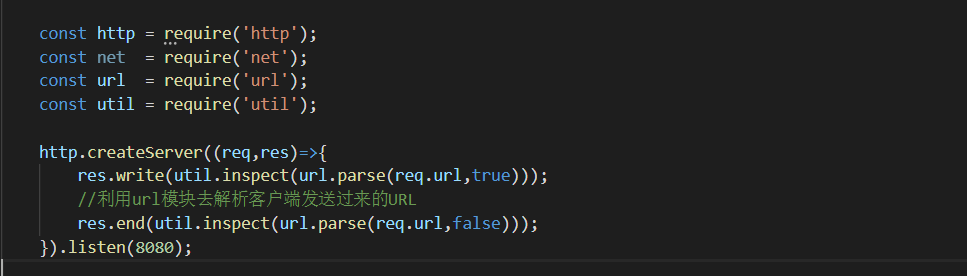 const http = require('http');
const net  = require('net');
const url  = require('url');
const util = require('util');
http.createServer((req,res)=>{
    res.write(util.inspect(url.parse(req.url,true)));
    //利用url模块去解析客户端发送过来的URL
    res.end(util.inspect(url.parse(req.url,false)));
}).listen(8080);